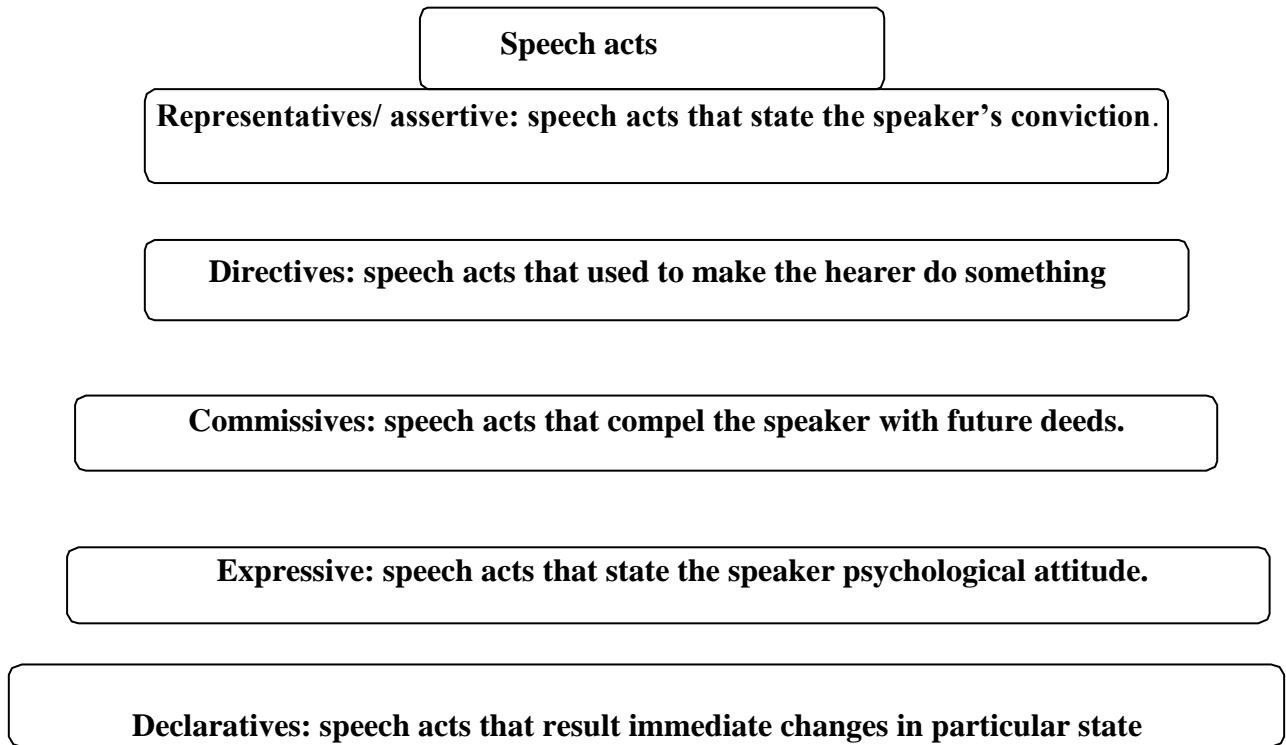 Speech acts
Representatives/ assertive: speech acts that state the speaker’s conviction.
Directives: speech acts that used to make the hearer do something
Commissives: speech acts that compel the speaker with future deeds.
Expressive: speech acts that state the speaker psychological attitude.
Declaratives: speech acts that result immediate changes in particular state